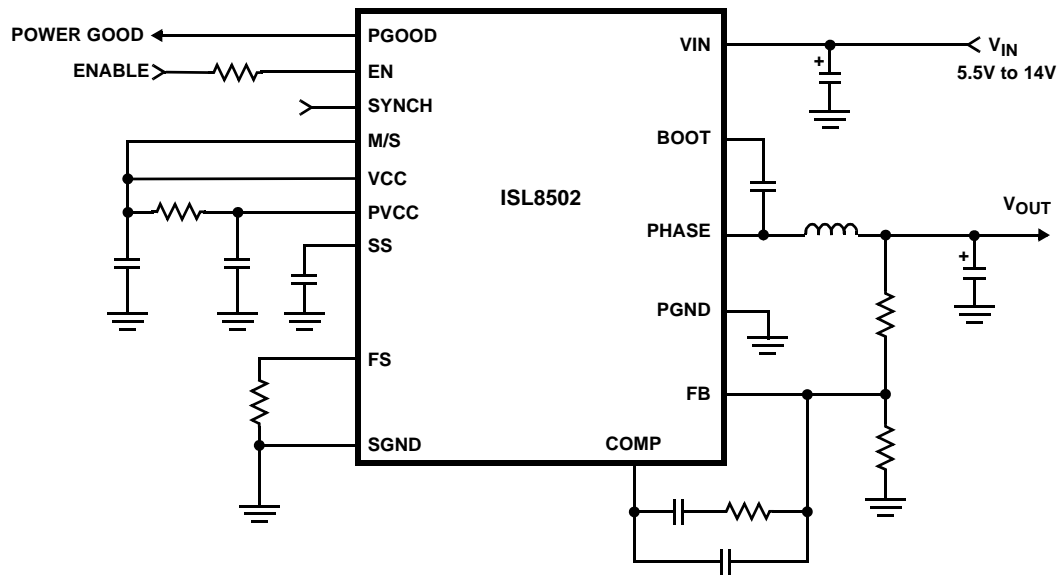 POWER GOOD
PGOOD
VIN
V_IN
+
5.5V to 14V
ENABLE
EN
SYNCH
M/S
BOOT
VCC
ISL8502
PVCC
V_OUT
PHASE
SS
+
PGND
FS
FB
SGND
COMP